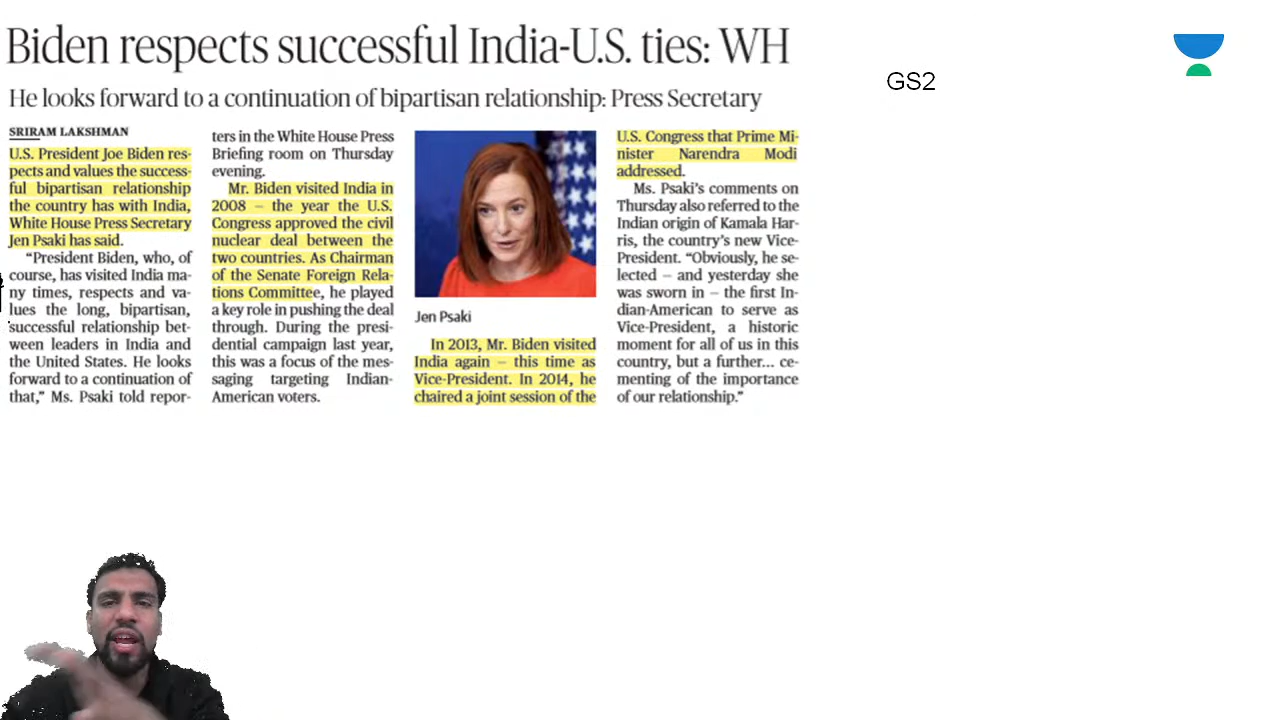 Biden respects successful India-U.S. ties: WH
GS2
He looks forward to a continuation of bipartisan relationship: Press Secretary
SRIRAM LAKSHMAN
U.S. President Joe Biden res-
pects and values the success-
ful bipartisan relationship
the country has with India,
White House Press Secretary
Jen Psaki has said.
“President Biden, who, of
course, has visited India ma-
ny times, respects and va-
lues the long, bipartisan,
successful relationship bet-
ween leaders in India and
the United States. He looks
forward to a continuation of
that,” Ms. Psaki told repor-
ters in the White House Press
Briefing room on Thursday
evening.
Mr. Biden visited India in
2008 – the year the U.S.
Congress approved the civil
nuclear deal between the
two countries. As Chairman
of the Senate Foreign Rela-
tions Committee, he played
a key role in pushing the deal
through. During the presi-
dential campaign last year,
this was a focus of the mes-
saging targeting Indian-
American voters.
Jen Psaki
In 2013, Mr. Biden visited
India again – this time as
Vice-President. In 2014, he
chaired a joint session of the
U.S. Congress that Prime Mi-
nister Narendra Modi
addressed.
Ms. Psaki’s comments on
Thursday also referred to the
Indian origin of Kamala Har-
ris, the country’s new Vice-
President. “Obviously, he se-
lected – and yesterday she
was sworn in – the first In-
dian-American to serve as
Vice-President, a historic
moment for all of us in this
country, but a further... ce-
menting of the importance
of our relationship.”